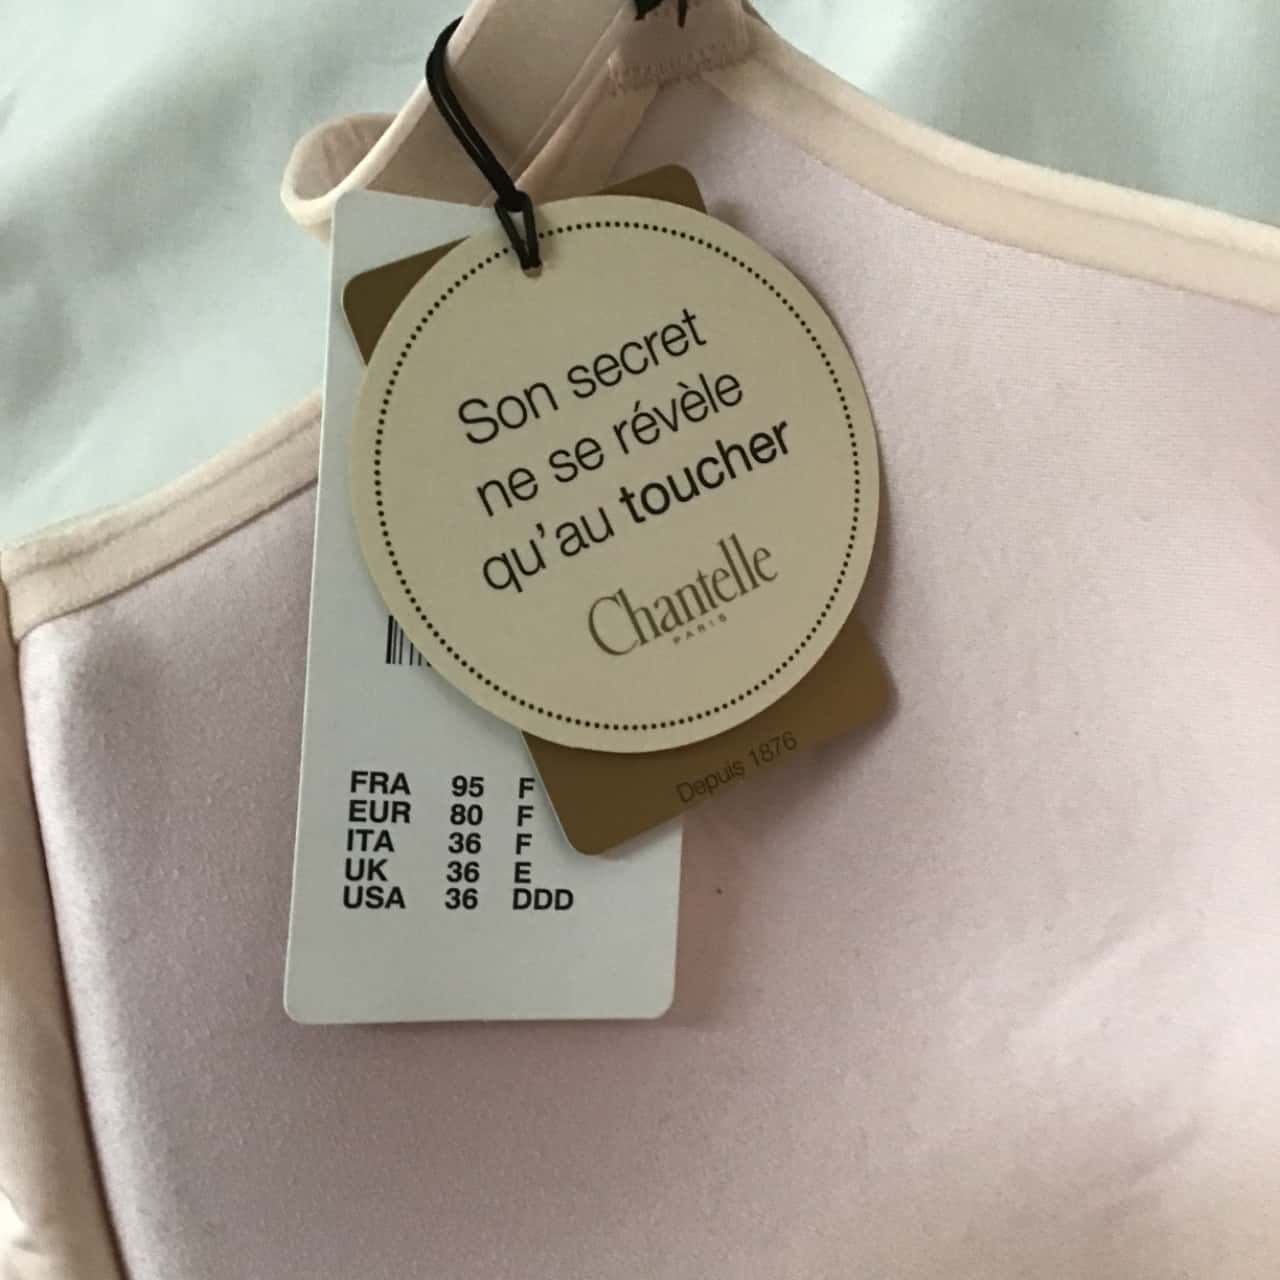 Son secret
ne se révèle
qu'au toucher
Chantelle
PARIS
Depuis 1876
FRA 95 F
EUR 80 F
ITA 36 F
UK 36 E
USA 36 DDD